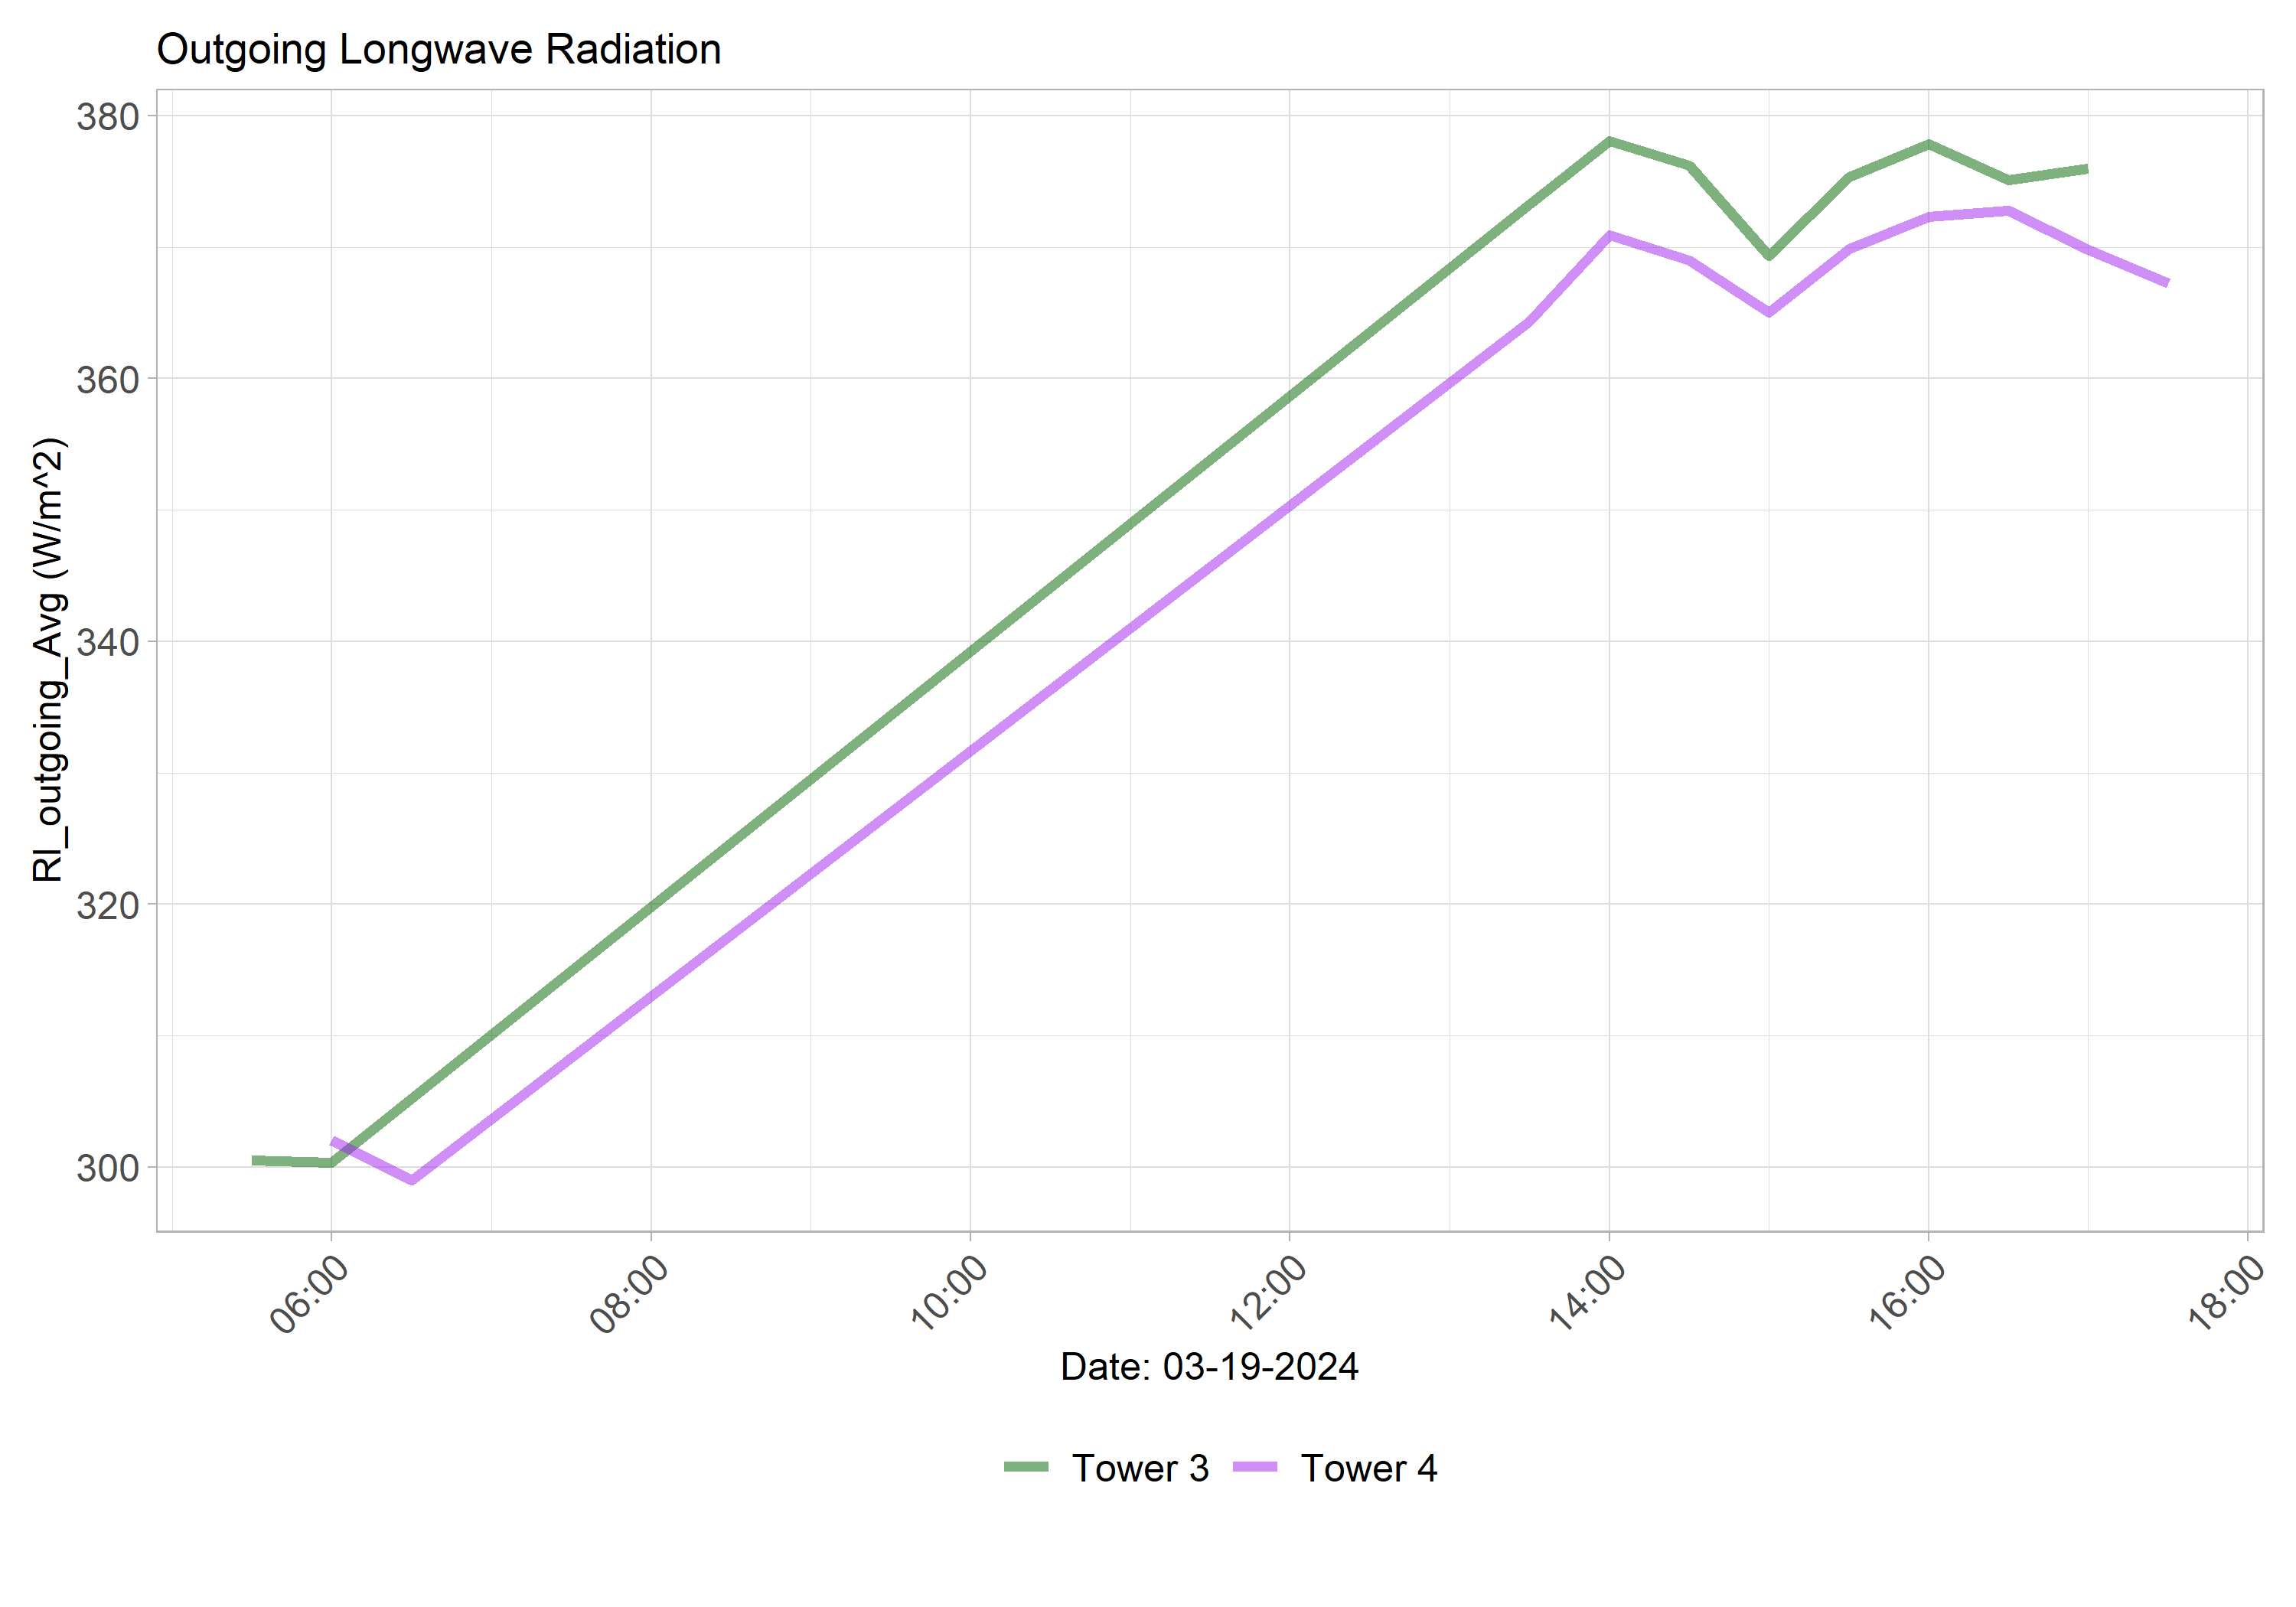 Outgoing Longwave Radiation
Rl_outgoing_Avg (W/m^2)
380
360
340
320
300
06:00
08:00
10:00
12:00
14:00
16:00
18:00
Date: 03-19-2024
Tower 3
Tower 4